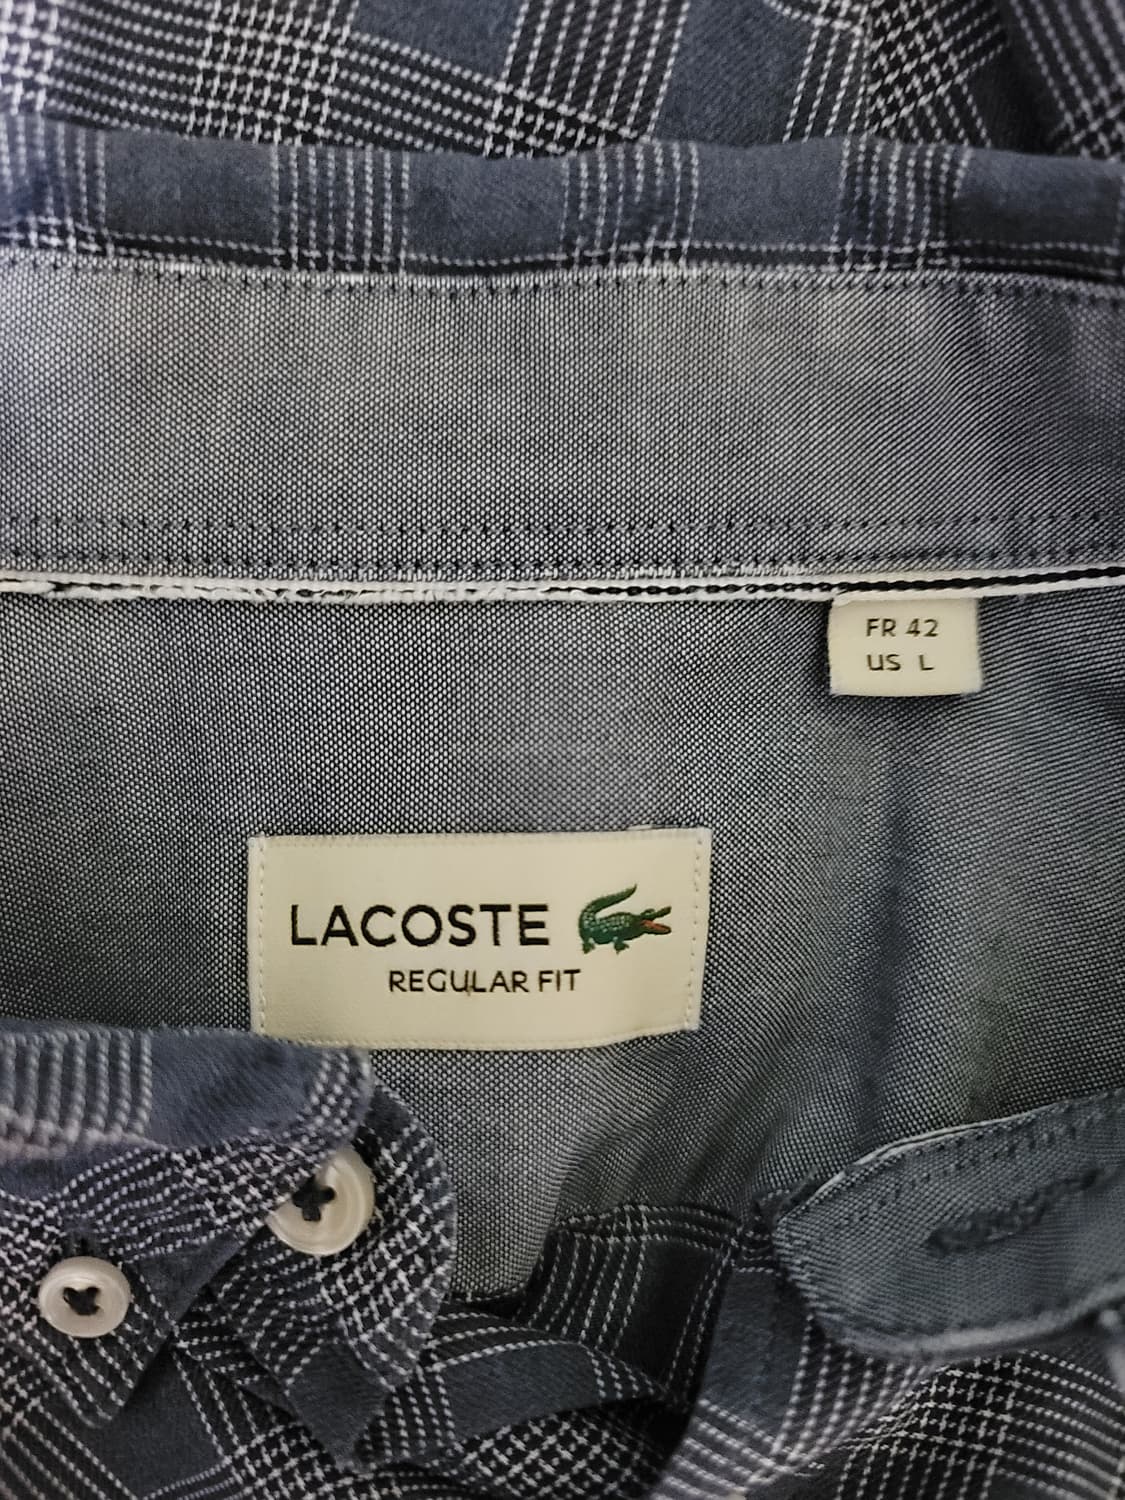 FR 42
US L
LACOSTE
REGULAR FIT